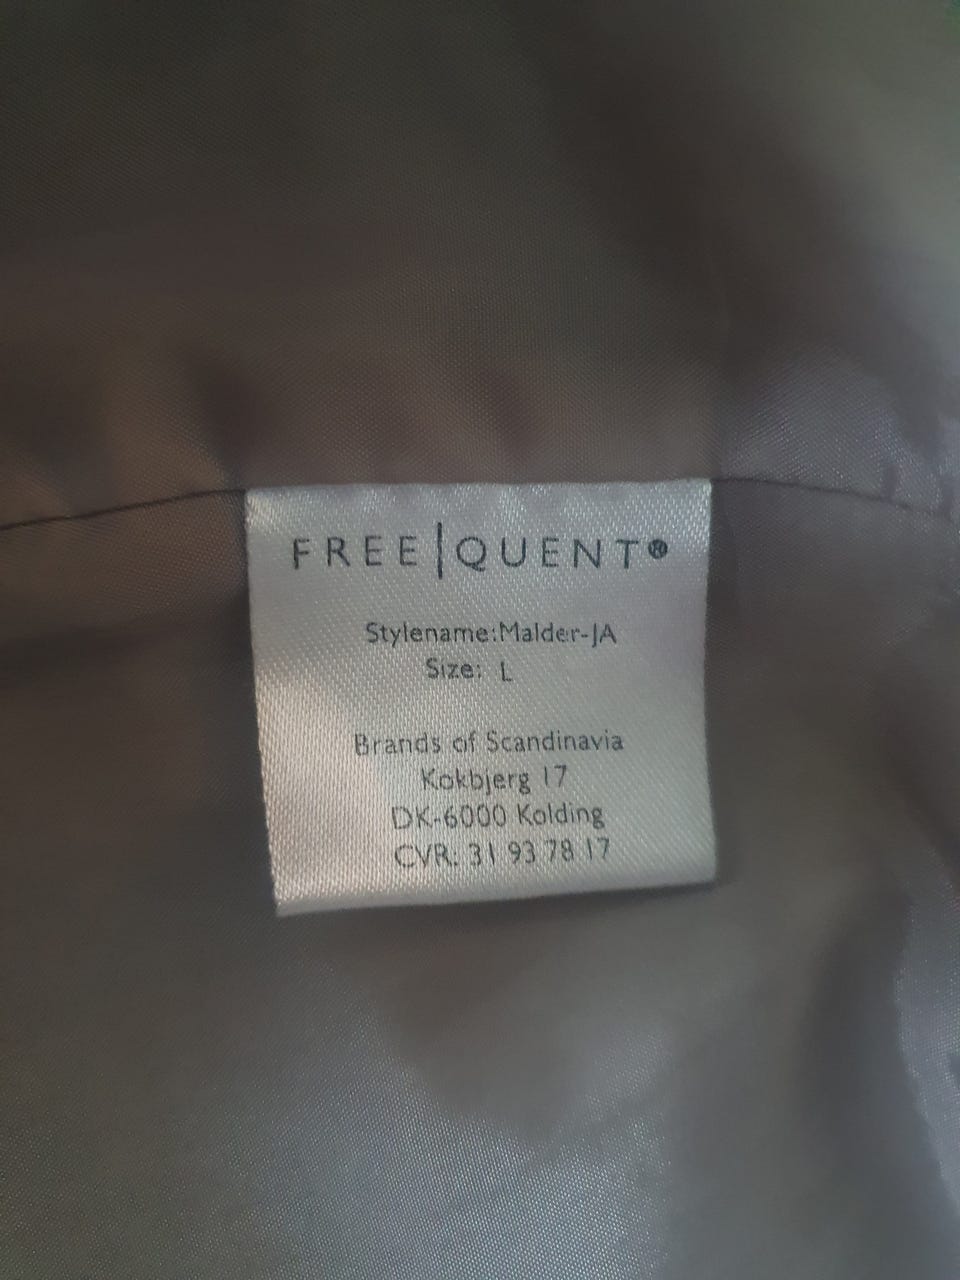 FREE|QUENT®
Stylename:Malder-JA
Size: L
Brands of Scandinavia
Kokbjerg 17
DK-6000 Kolding
CVR. 31 93 78 17